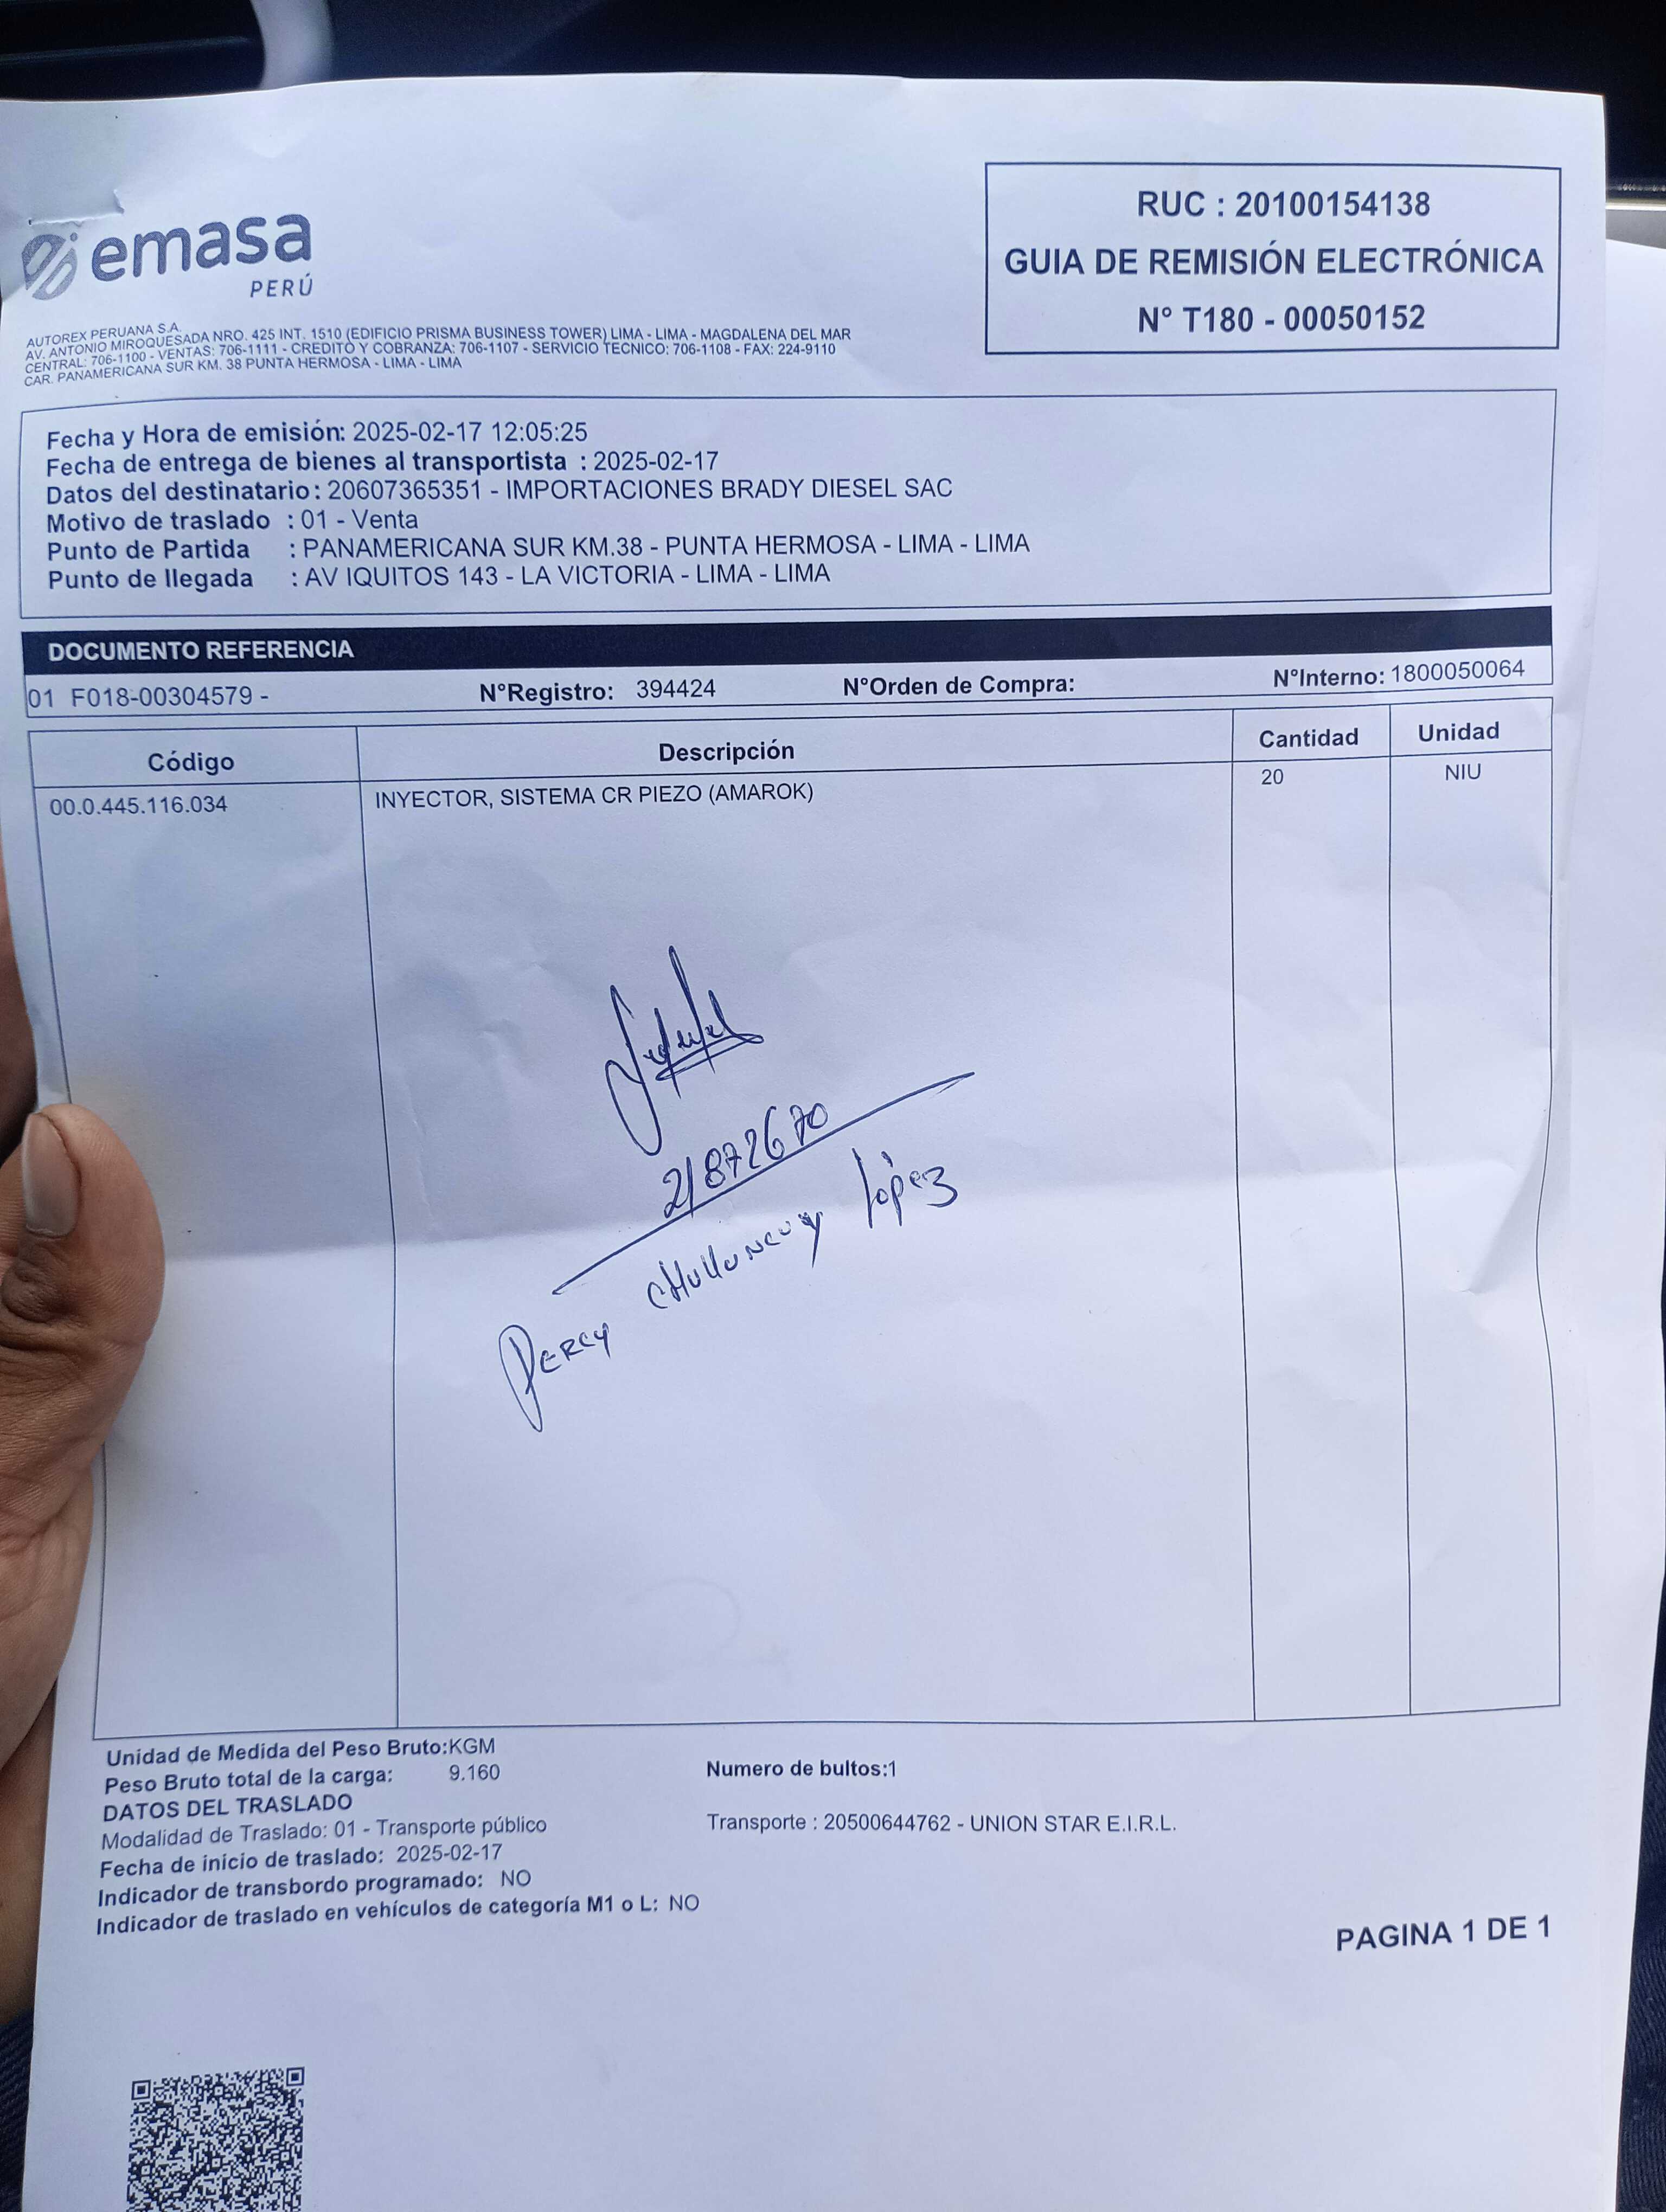 emasa
PERÚ
RUC : 20100154138
GUIA DE REMISIÓN ELECTRÓNICA
N° T180 - 00050152
AUTOREX PERUANA S.A.
AV. ANTONIO MIROQUESADA NRO. 425 INT. 1510 (EDIFICIO PRISMA BUSINESS TOWER) LIMA - LIMA - MAGDALENA DEL MAR
CENTRAL: 706-1100 - VENTAS: 706-1111 - CREDITO Y COBRANZA: 706-1107 - SERVICIO TECNICO: 706-1108 - FAX: 224-9110
CAR. PANAMERICANA SUR KM. 38 PUNTA HERMOSA - LIMA - LIMA
Fecha y Hora de emisión: 2025-02-17 12:05:25
Fecha de entrega de bienes al transportista : 2025-02-17
Datos del destinatario: 20607365351 - IMPORTACIONES BRADY DIESEL SAC
Motivo de traslado : 01 - Venta
Punto de Partida : PANAMERICANA SUR KM.38 - PUNTA HERMOSA - LIMA - LIMA
Punto de llegada : AV IQUITOS 143 - LA VICTORIA - LIMA - LIMA
DOCUMENTO REFERENCIA
01 F018-00304579 - N°Registro: 394424 N°Orden de Compra: N°Interno: 1800050064
Código Descripción Cantidad Unidad
00.0.445.116.034 INYECTOR, SISTEMA CR PIEZO (AMAROK) 20 NIU
21872670
PERCY CHULLUNCUY López
Unidad de Medida del Peso Bruto:KGM
Peso Bruto total de la carga: 9.160 Numero de bultos:1
DATOS DEL TRASLADO
Modalidad de Traslado: 01 - Transporte público Transporte : 20500644762 - UNION STAR E.I.R.L.
Fecha de inicio de traslado: 2025-02-17
Indicador de transbordo programado: NO
Indicador de traslado en vehículos de categoría M1 o L: NO
PAGINA 1 DE 1